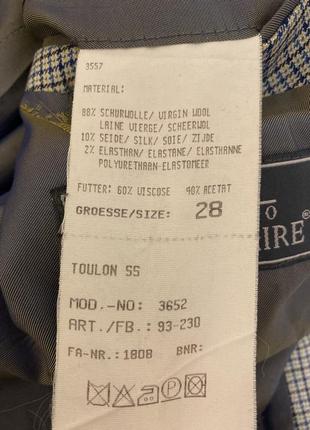 3557
MATERIAL:
88% SCHURWOLLE/ VIRGIN WOOL
LAINE VIERGE/ SCHEERWOL
10% SEIDE/ SILK/ SOIE/ ZIJDE
2% ELASTHAN/ ELASTANE/ ELASTHANNE
POLYURETHAAN-ELASTOMEER
FUTTER: 60% VISCOSE 40% ACETAT
GROESSE/SIZE: 28
TOULON SS
MOD.-NO: 3652
ART./FB.: 93-230
FA-NR.: 1808 BNR:
P